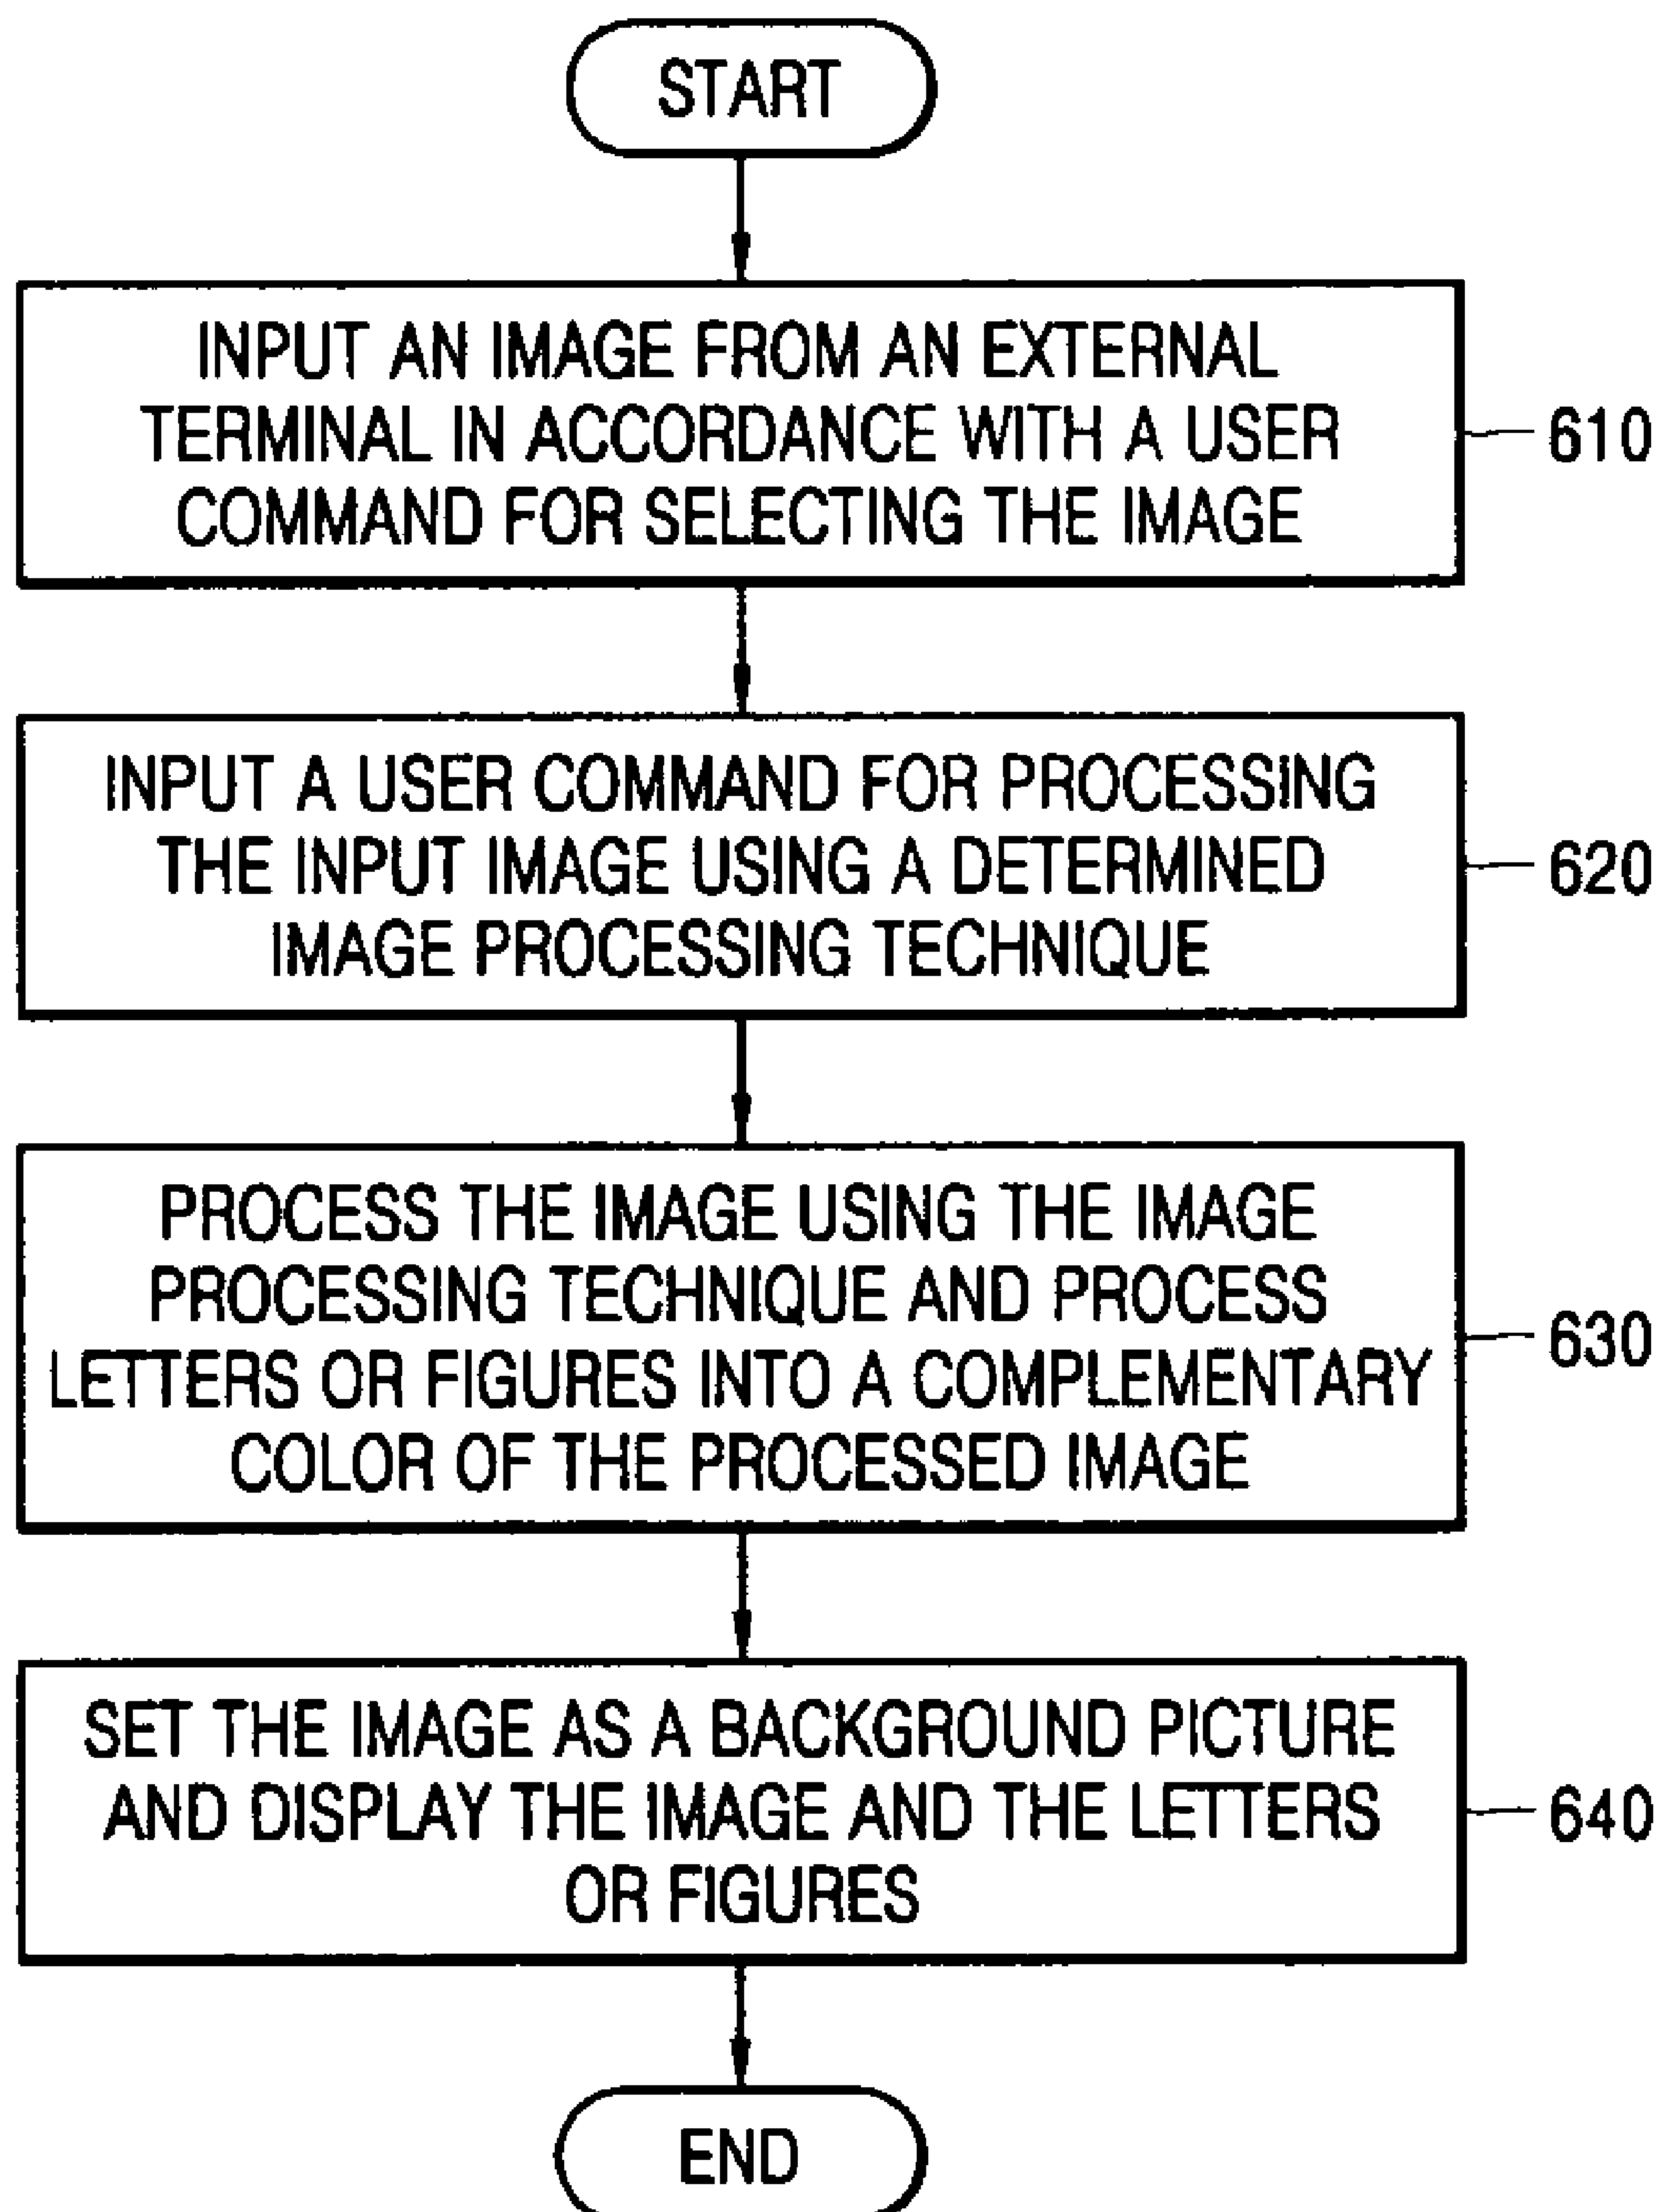 START
INPUT AN IMAGE FROM AN EXTERNAL
TERMINAL IN ACCORDANCE WITH A USER
COMMAND FOR SELECTING THE IMAGE
610
INPUT A USER COMMAND FOR PROCESSING
THE INPUT IMAGE USING A DETERMINED
IMAGE PROCESSING TECHNIQUE
620
PROCESS THE IMAGE USING THE IMAGE
PROCESSING TECHNIQUE AND PROCESS
LETTERS OR FIGURES INTO A COMPLEMENTARY
COLOR OF THE PROCESSED IMAGE
630
SET THE IMAGE AS A BACKGROUND PICTURE
AND DISPLAY THE IMAGE AND THE LETTERS
OR FIGURES
640
END